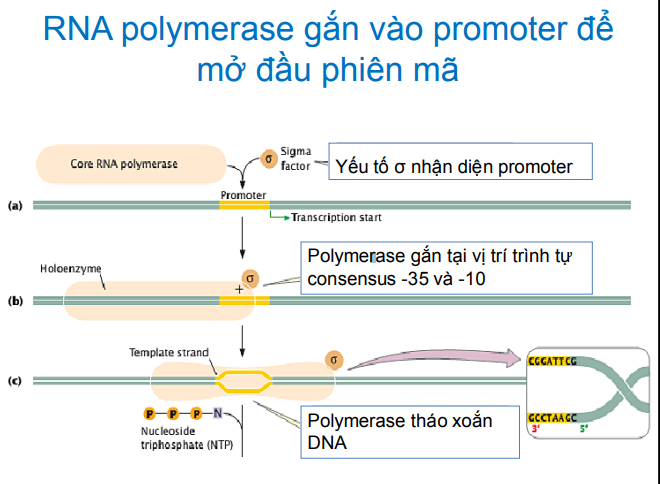 RNA polymerase gắn vào promoter để
mở đầu phiên mã
Core RNA polymerase
σ
Sigma
factor
Yếu tố σ nhận diện promoter
Promoter
(a)
Transcription start
Polymerase gắn tại vị trí trình tự
consensus -35 và -10
Holoenzyme
σ
+
(b)
Template strand
σ
(c)
CGGATTCG
GCCTAAGC
3'
5'
P P P N
Nucleoside
triphosphate (NTP)
Polymerase tháo xoắn
DNA